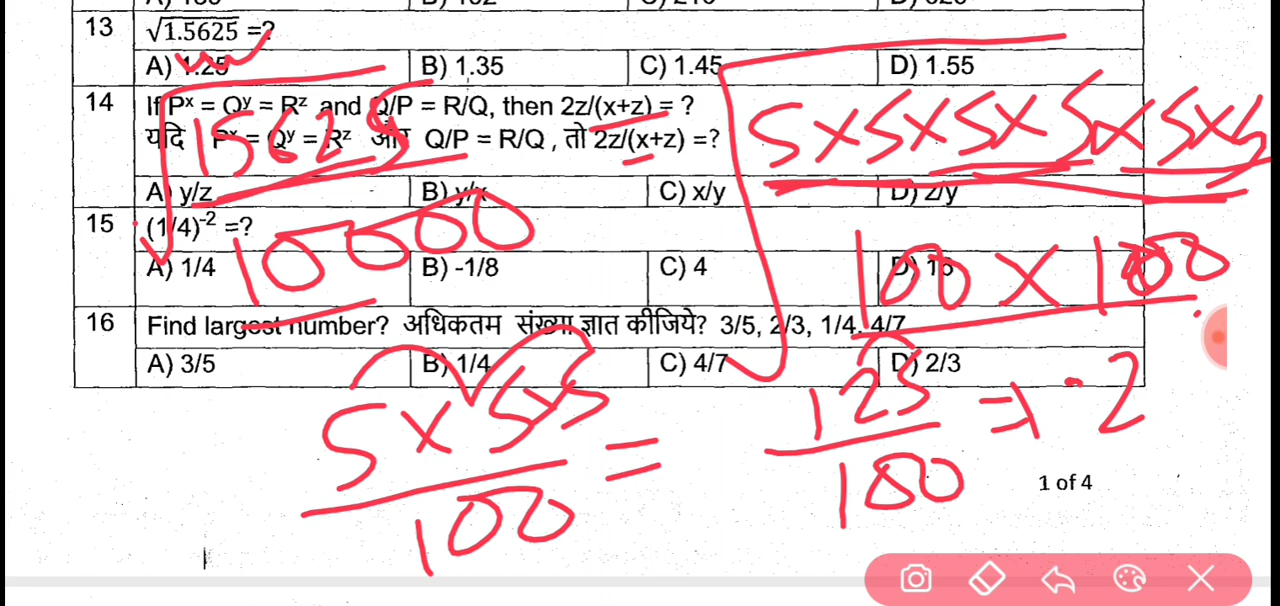 13 √1.5625 =?
A) 1.25 B) 1.35 C) 1.45 D) 1.55
14 If Pˣ = Qʸ = Rᶻ and Q/P = R/Q, then 2z/(x+z) = ?
यदि Pˣ = Qʸ = Rᶻ और Q/P = R/Q , तो 2z/(x+z) =?
A) y/z B) y/x C) x/y D) z/y
15 (1/4)⁻² =?
A) 1/4 B) -1/8 C) 4 D) 16
16 Find largest number? अधिकतम संख्या ज्ञात कीजिये? 3/5, 2/3, 1/4, 4/7
A) 3/5 B) 1/4 C) 4/7 D) 2/3
15625
10000
5×5×5×5×5×5
100×100
5×5×5
100
=
125
100
1 of 4